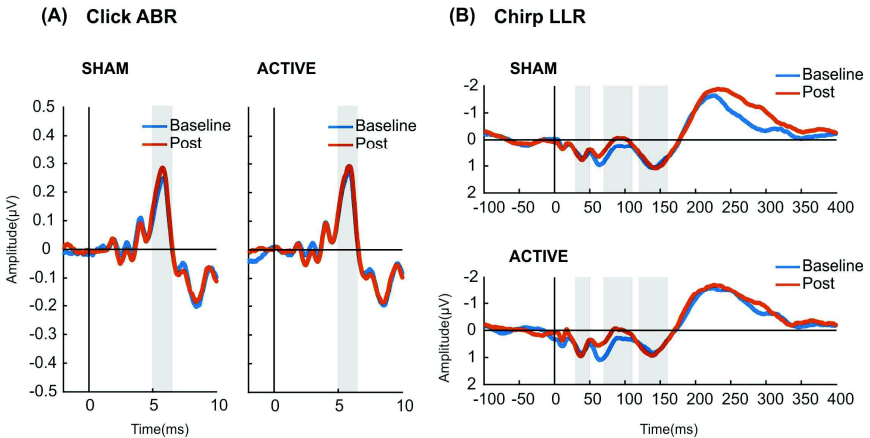 (A) Click ABR
SHAM
ACTIVE
Baseline
Post
Baseline
Post
Amplitude(µV)
0.5
0.4
0.3
0.2
0.1
0
-0.1
-0.2
-0.3
-0.4
-0.5
0 5 10
0 5 10
Time(ms)
(B) Chirp LLR
SHAM
Baseline
Post
-2
-1
0
1
2
-100 -50 0 50 100 150 200 250 300 350 400
ACTIVE
Baseline
Post
Amplitude(µV)
-2
-1
0
1
2
-100 -50 0 50 100 150 200 250 300 350 400
Time(ms)